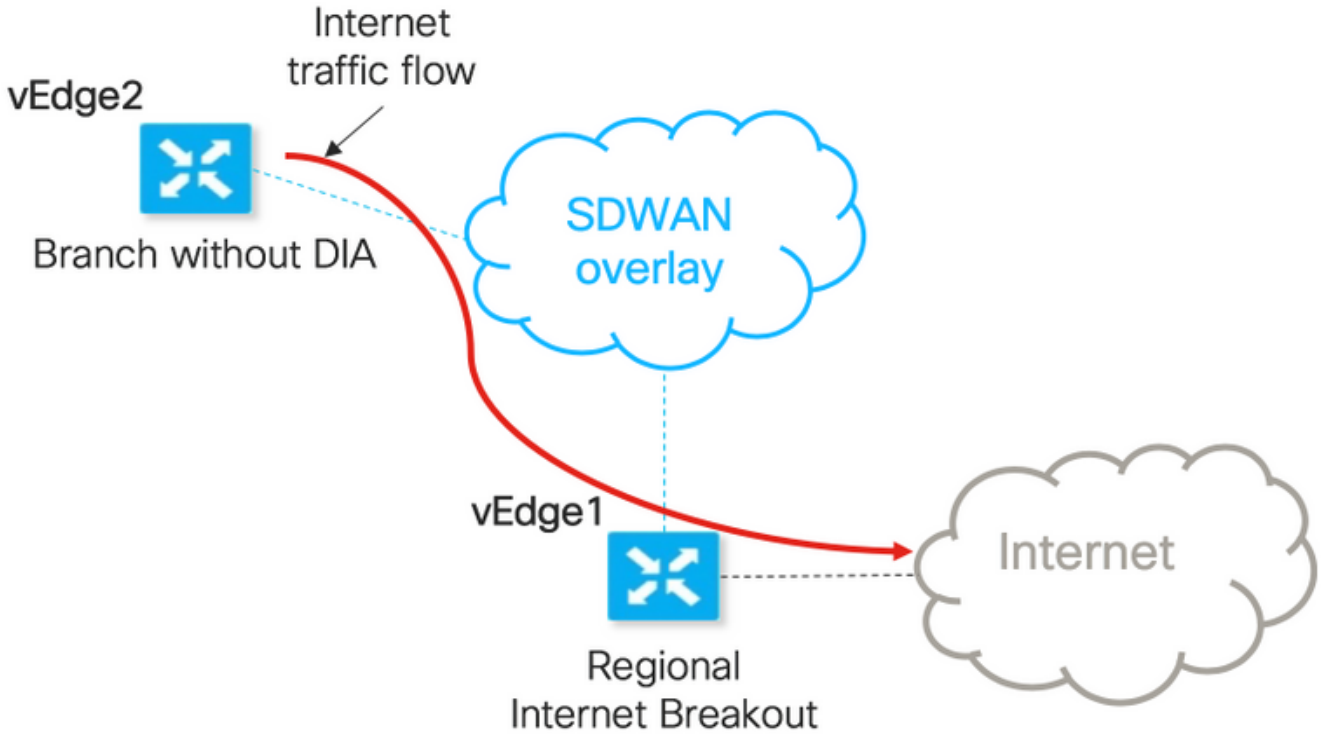 Internet
traffic flow
vEdge2
Branch without DIA
SDWAN
overlay
vEdge1
Internet
Regional
Internet Breakout